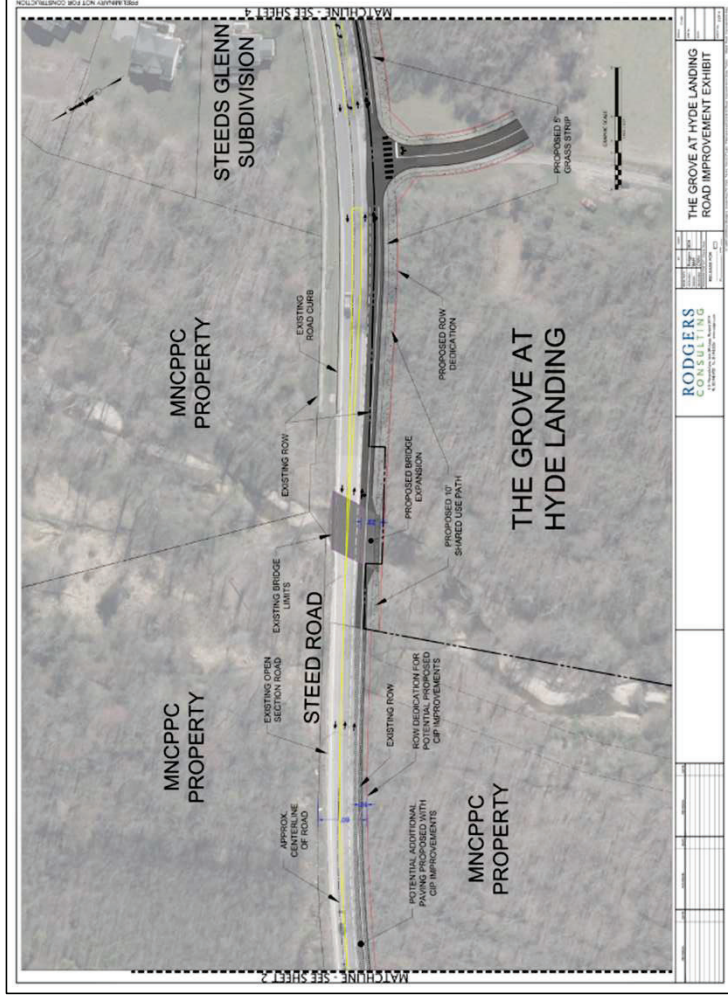 PRELIMINARY NOT FOR CONSTRUCTION
MATCHLINE - SEE SHEET 4
STEEDS GLENN
SUBDIVISION
MNCPPC
PROPERTY
EXISTING
ROAD CURB
EXISTING ROW
EXISTING BRIDGE
LIMITS
STEED ROAD
EXISTING OPEN
SECTION ROAD
MNCPPC
PROPERTY
APPROX.
CENTERLINE
OF ROAD
PROPOSED 5'
GRASS STRIP
PROPOSED ROW
DEDICATION
PROPOSED BRIDGE
EXPANSION
PROPOSED 10'
SHARED USE PATH
THE GROVE AT
HYDE LANDING
EXISTING ROW
ROW DEDICATION FOR
POTENTIAL PROPOSED
CIP IMPROVEMENTS
POTENTIAL ADDITIONAL
PAVING PROPOSED WITH
CIP IMPROVEMENTS
MNCPPC
PROPERTY
MATCHLINE - SEE SHEET 2
GRAPHIC SCALE
THE GROVE AT HYDE LANDING
ROAD IMPROVEMENT EXHIBIT
RODGERS
CONSULTING